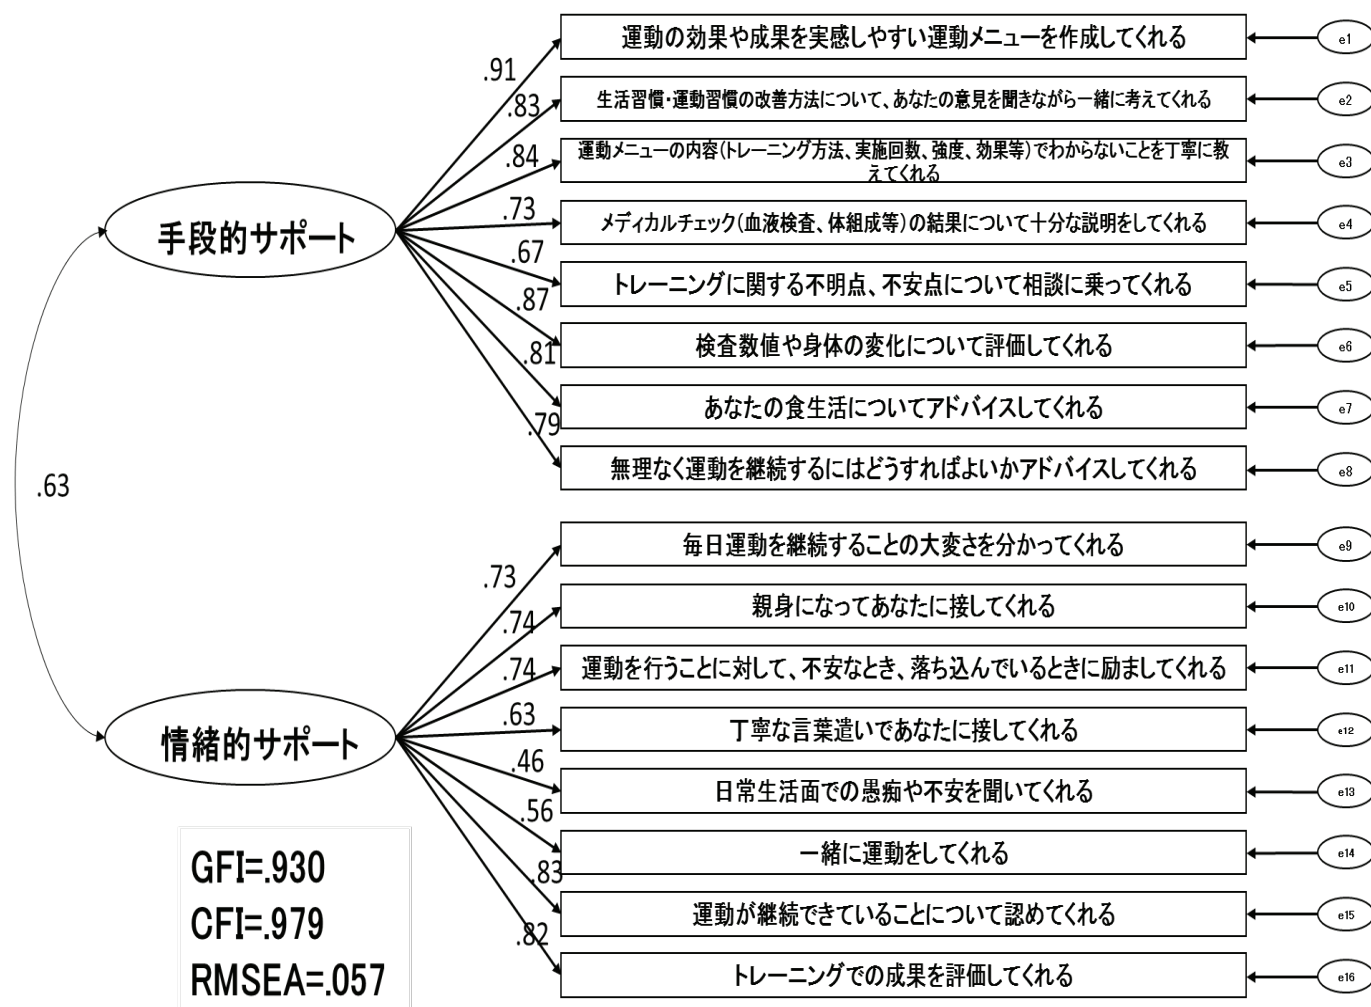 運動の効果や成果を実感しやすい運動メニューを作成してくれる
e1
.91
生活習慣・運動習慣の改善方法について、あなたの意見を聞きながら一緒に考えてくれる
e2
.83
運動メニューの内容(トレーニング方法、実施回数、強度、効果等)でわからないことを丁寧に教
えてくれる
e3
.84
メディカルチェック(血液検査、体組成等)の結果について十分な説明をしてくれる
e4
.73
手段的サポート
トレーニングに関する不明点、不安点について相談に乗ってくれる
e5
.67
検査数値や身体の変化について評価してくれる
e6
.87
あなたの食生活についてアドバイスしてくれる
e7
.81
無理なく運動を継続するにはどうすればよいかアドバイスしてくれる
e8
.79
.63
毎日運動を継続することの大変さを分かってくれる
e9
.73
親身になってあなたに接してくれる
e10
.74
運動を行うことに対して、不安なとき、落ち込んでいるときに励ましてくれる
e11
.74
丁寧な言葉遣いであなたに接してくれる
e12
.63
情緒的サポート
日常生活面での愚痴や不安を聞いてくれる
e13
.46
一緒に運動をしてくれる
e14
.56
運動が継続できていることについて認めてくれる
e15
.83
トレーニングでの成果を評価してくれる
e16
.82
GFI=.930
CFI=.979
RMSEA=.057